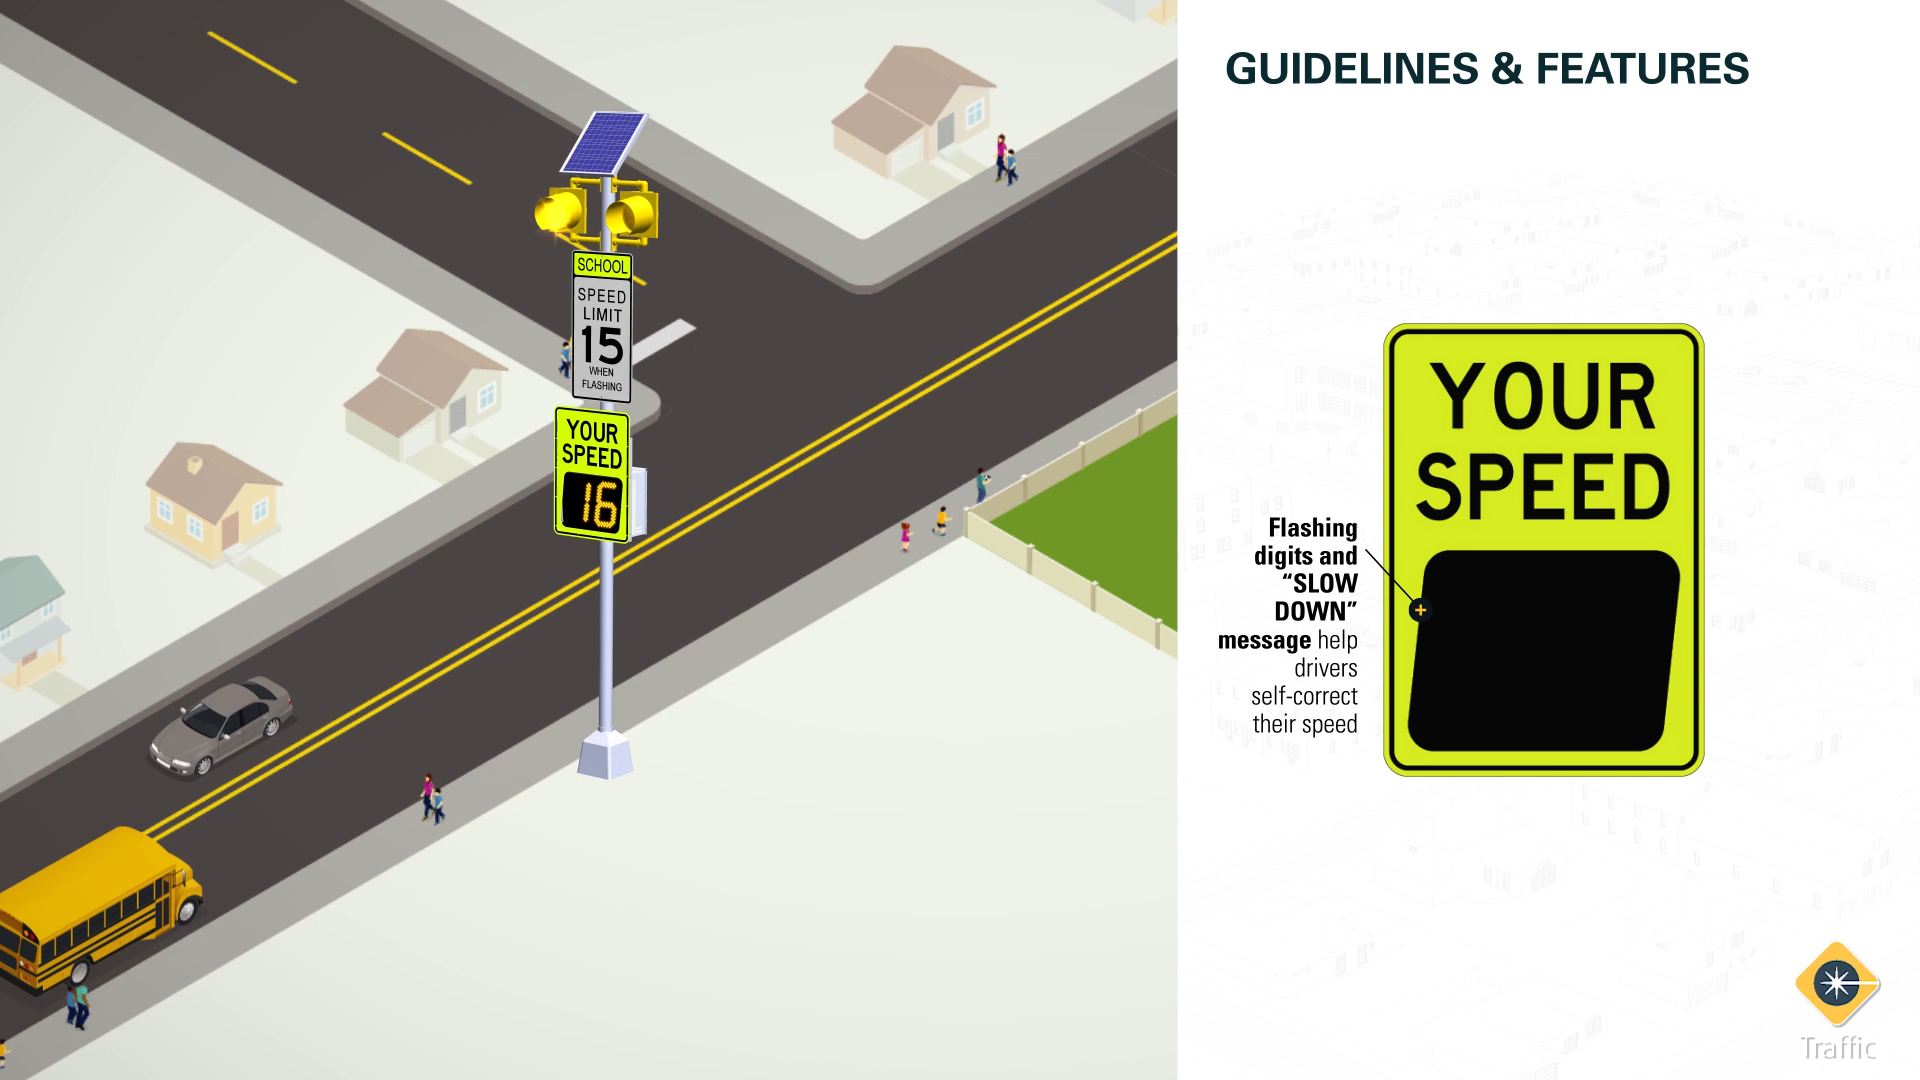 GUIDELINES & FEATURES
SCHOOL
SPEED
LIMIT
15
WHEN
FLASHING
YOUR
SPEED
16
YOUR
SPEED
Flashing
digits and
“SLOW
DOWN”
message help
drivers
self-correct
their speed
Traffic